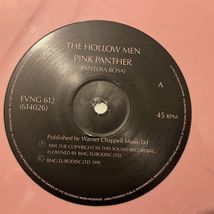 THE HOLLOW MEN
PINK PANTHER
(PANTERA ROSA)
EVNG 612
(614026)
A
45 RPM
Published by Warner Chappell Music Ltd
℗ 1991 THE COPYRIGHT IN THIS SOUND RECORDING
IS OWNED BY BMG EURODISC LTD
© BMG EURODISC LTD 1991